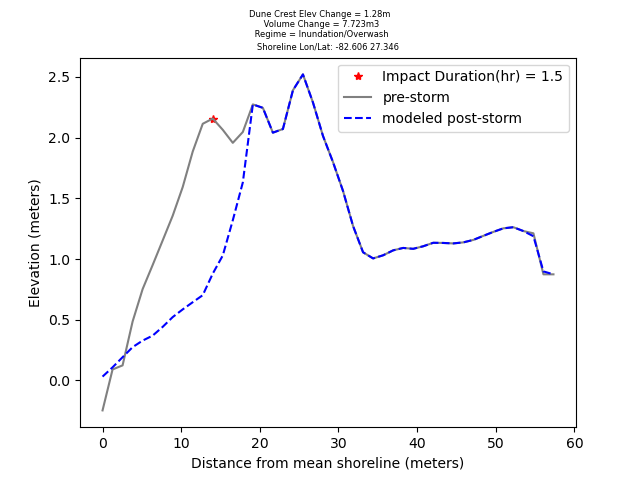 Dune Crest Elev Change = 1.28m
Volume Change = 7.723m3
Regime = Inundation/Overwash
Shoreline Lon/Lat: -82.606 27.346
Impact Duration(hr) = 1.5
pre-storm
modeled post-storm
2.5
2.0
1.5
1.0
0.5
0.0
Elevation (meters)
0 10 20 30 40 50 60
Distance from mean shoreline (meters)